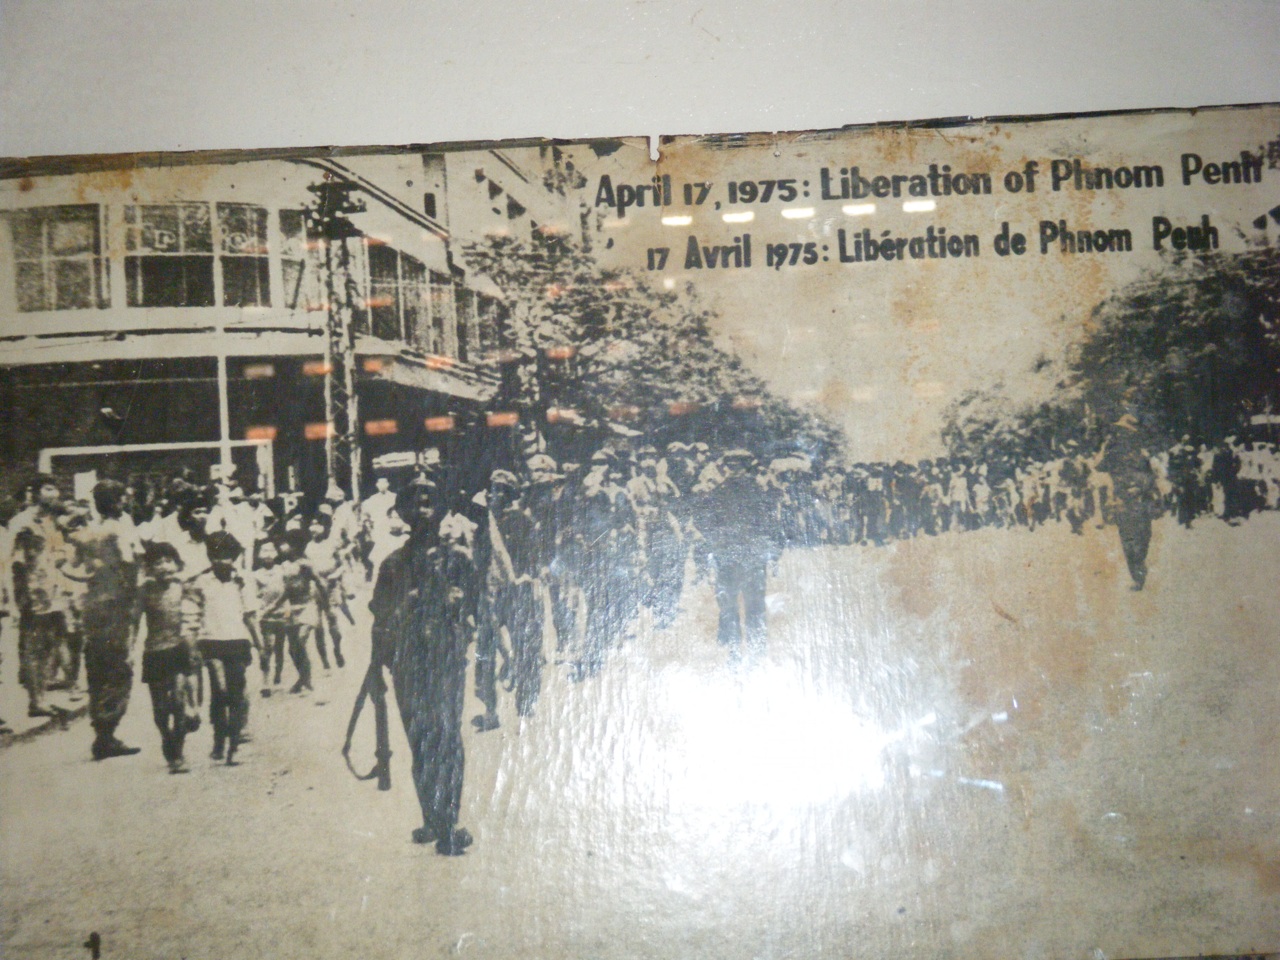 April 17, 1975: Liberation of Phnom Penh
17 Avril 1975: Libération de Phnom Penh